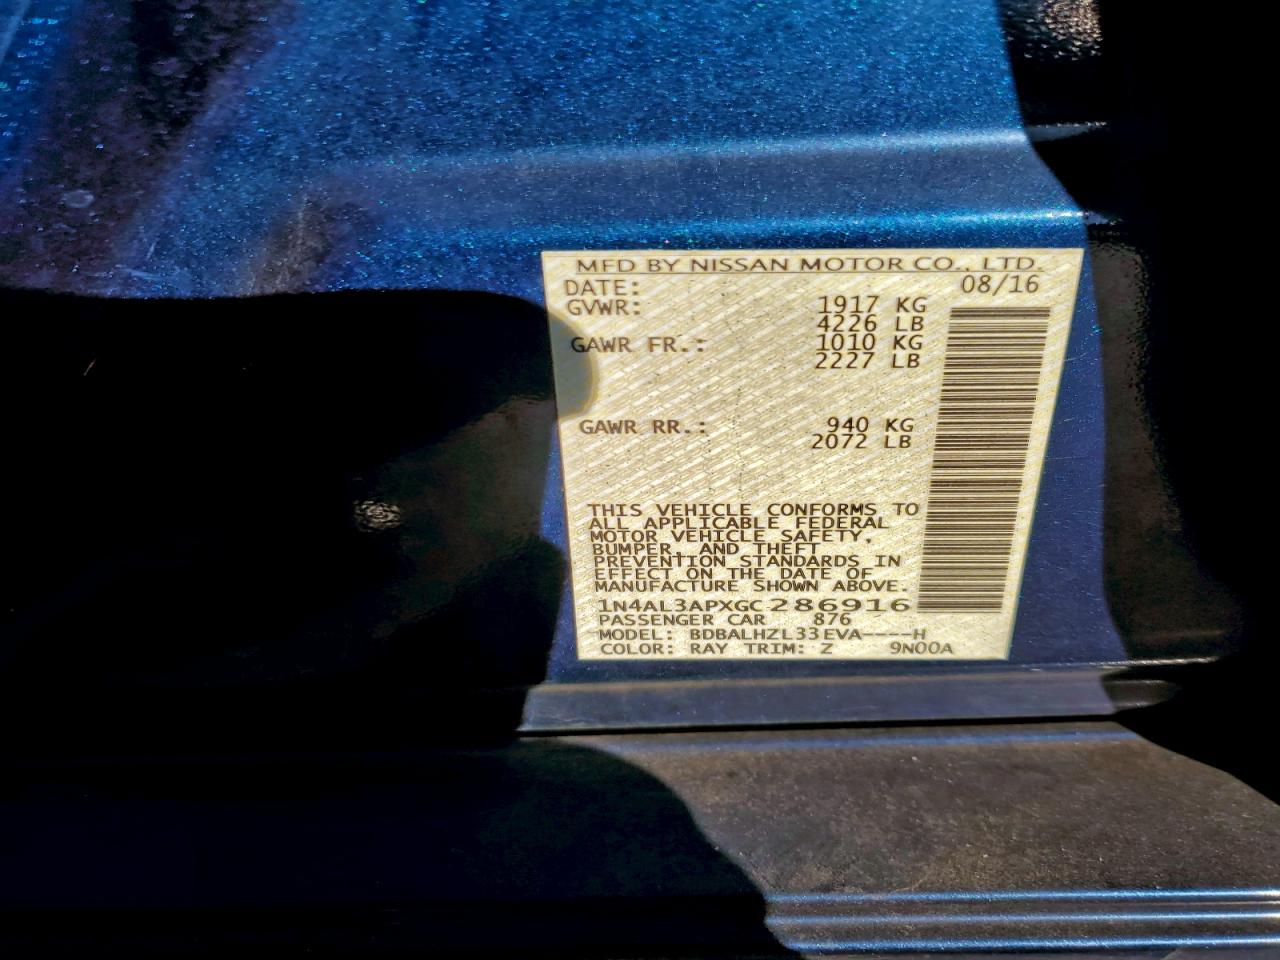 MFD BY NISSAN MOTOR CO., LTD.
DATE: 08/16
GVWR: 1917 KG
4226 LB
GAWR FR.: 1010 KG
2227 LB
GAWR RR.: 940 KG
2072 LB
THIS VEHICLE CONFORMS TO
ALL APPLICABLE FEDERAL
MOTOR VEHICLE SAFETY,
BUMPER, AND THEFT
PREVENTION STANDARDS IN
EFFECT ON THE DATE OF
MANUFACTURE SHOWN ABOVE.
1N4AL3APXGC286916
PASSENGER CAR 876
MODEL: BDBALHZL33EVA----H
COLOR: RAY TRIM: Z 9N00A